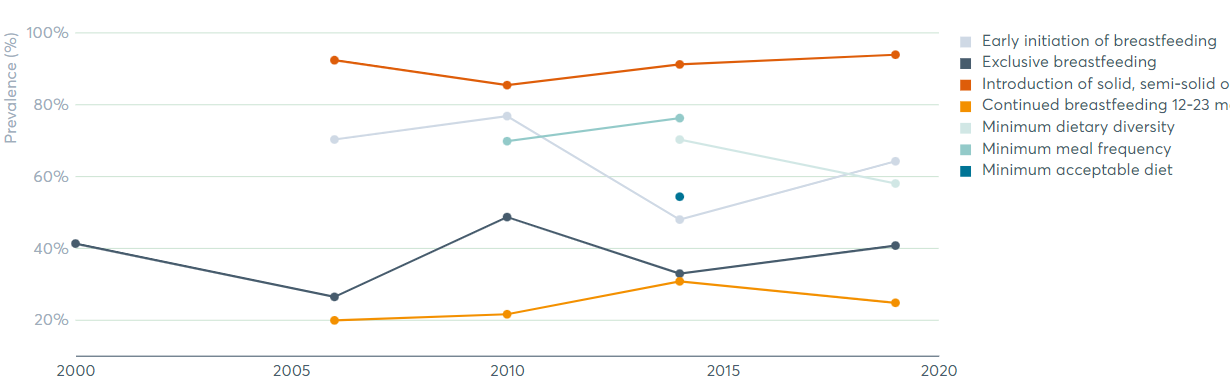 Prevalence (%)
100%
80%
60%
40%
20%
2000 2005 2010 2015 2020
Early initiation of breastfeeding
Exclusive breastfeeding
Introduction of solid, semi-solid o
Continued breastfeeding 12-23 m
Minimum dietary diversity
Minimum meal frequency
Minimum acceptable diet